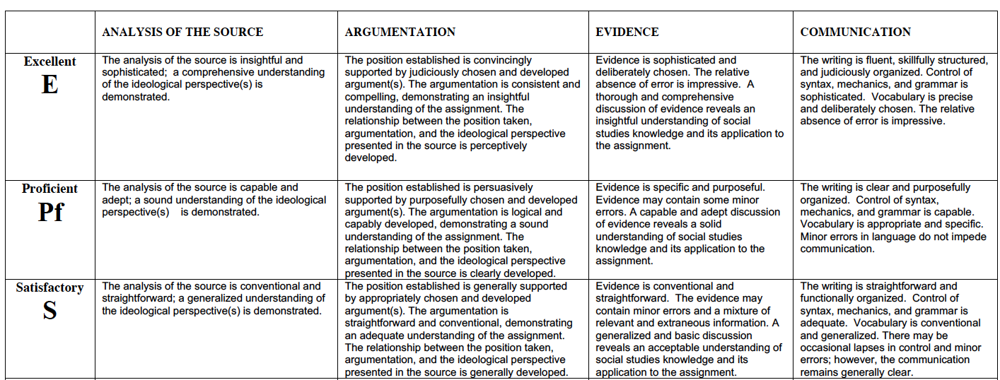 ANALYSIS OF THE SOURCE
ARGUMENTATION
EVIDENCE
COMMUNICATION
Excellent
E
The analysis of the source is insightful and
sophisticated; a comprehensive understanding
of the ideological perspective(s) is
demonstrated.
The position established is convincingly
supported by judiciously chosen and developed
argument(s). The argumentation is consistent and
compelling, demonstrating an insightful
understanding of the assignment. The
relationship between the position taken,
argumentation, and the ideological perspective
presented in the source is perceptively
developed.
Evidence is sophisticated and
deliberately chosen. The relative
absence of error is impressive. A
thorough and comprehensive
discussion of evidence reveals an
insightful understanding of social
studies knowledge and its application to
the assignment.
The writing is fluent, skillfully structured,
and judiciously organized. Control of
syntax, mechanics, and grammar is
sophisticated. Vocabulary is precise
and deliberately chosen. The relative
absence of error is impressive.
Proficient
Pf
The analysis of the source is capable and
adept; a sound understanding of the ideological
perspective(s) is demonstrated.
The position established is persuasively
supported by purposefully chosen and developed
argument(s). The argumentation is logical and
capably developed, demonstrating a sound
understanding of the assignment. The
relationship between the position taken,
argumentation, and the ideological perspective
presented in the source is clearly developed.
Evidence is specific and purposeful.
Evidence may contain some minor
errors. A capable and adept discussion
of evidence reveals a solid
understanding of social studies
knowledge and its application to the
assignment.
The writing is clear and purposefully
organized. Control of syntax,
mechanics, and grammar is capable.
Vocabulary is appropriate and specific.
Minor errors in language do not impede
communication.
Satisfactory
S
The analysis of the source is conventional and
straightforward; a generalized understanding of
the ideological perspective(s) is demonstrated.
The position established is generally supported
by appropriately chosen and developed
argument(s). The argumentation is
straightforward and conventional, demonstrating
an adequate understanding of the assignment.
The relationship between the position taken,
argumentation, and the ideological perspective
presented in the source is generally developed.
Evidence is conventional and
straightforward. The evidence may
contain minor errors and a mixture of
relevant and extraneous information. A
generalized and basic discussion
reveals an acceptable understanding of
social studies knowledge and its
application to the assignment.
The writing is straightforward and
functionally organized. Control of
syntax, mechanics, and grammar is
adequate. Vocabulary is conventional
and generalized. There may be
occasional lapses in control and minor
errors; however, the communication
remains generally clear.